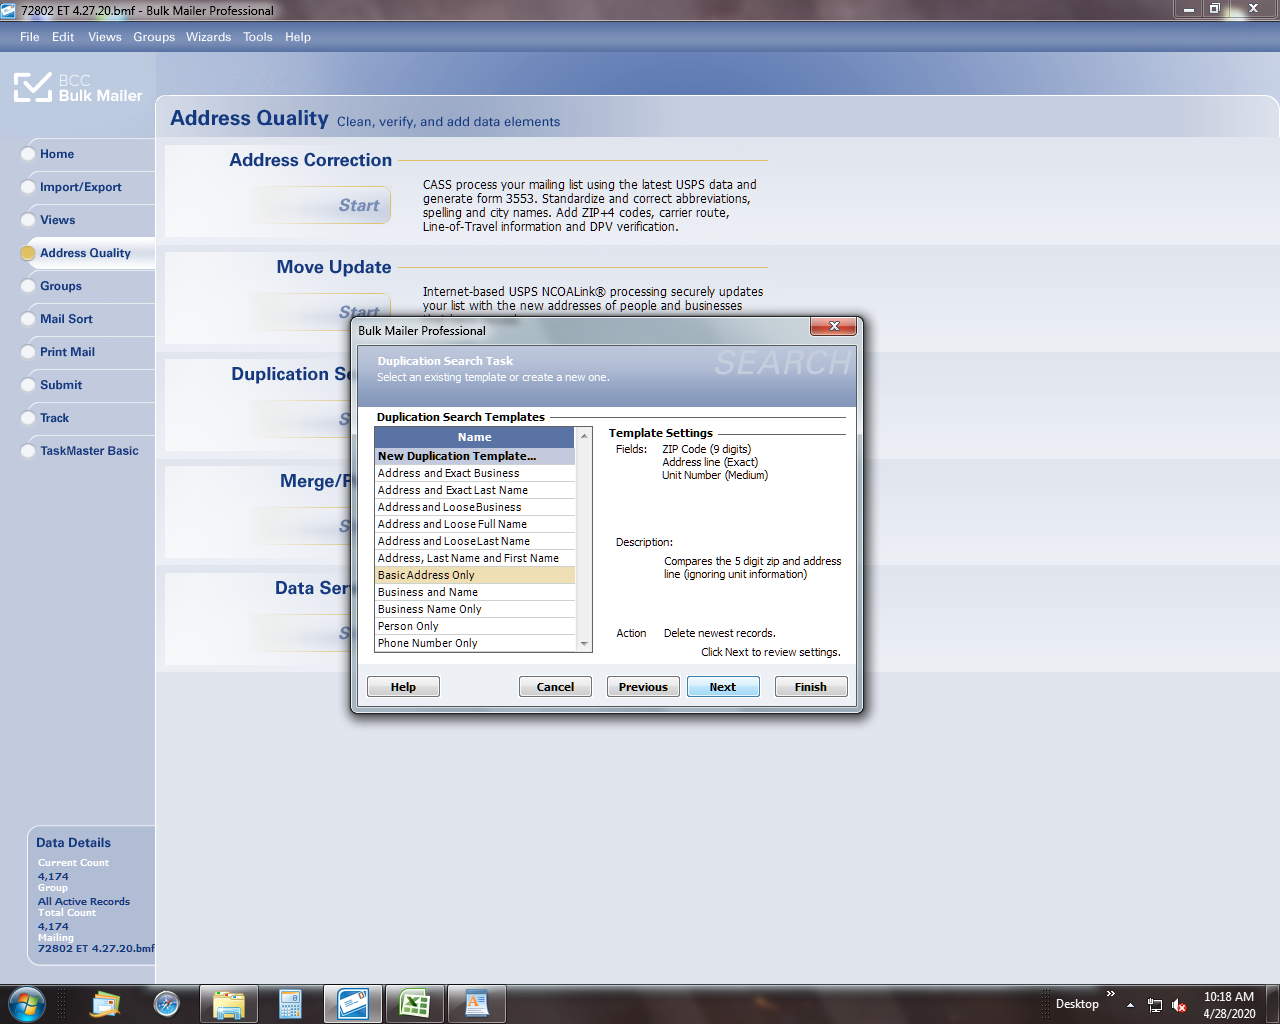 72802 ET 4.27.20.bmf - Bulk Mailer Professional
File Edit Views Groups Wizards Tools Help
BCC
Bulk Mailer
Address Quality Clean, verify, and add data elements
Home
Import/Export
Views
Address Quality
Groups
Mail Sort
Print Mail
Submit
Track
TaskMaster Basic
Address Correction
Start
CASS process your mailing list using the latest USPS data and
generate form 3553. Standardize and correct abbreviations,
spelling and city names. Add ZIP+4 codes, carrier route,
Line-of-Travel information and DPV verification.
Move Update
Start
Internet-based USPS NCOALink® processing securely updates
your list with the new addresses of people and businesses
Duplication Se
S
Merge/P
S
Data Ser
S
Bulk Mailer Professional
Duplication Search Task
Select an existing template or create a new one.
SEARCH
Duplication Search Templates
Name
New Duplication Template...
Address and Exact Business
Address and Exact Last Name
Address and Loose Business
Address and Loose Full Name
Address and Loose Last Name
Address, Last Name and First Name
Basic Address Only
Business and Name
Business Name Only
Person Only
Phone Number Only
Template Settings
Fields: ZIP Code (9 digits)
Address line (Exact)
Unit Number (Medium)
Description:
Compares the 5 digit zip and address
line (ignoring unit information)
Action Delete newest records.
Click Next to review settings.
Help Cancel Previous Next Finish
Data Details
Current Count
4,174
Group
All Active Records
Total Count
4,174
Mailing
72802 ET 4.27.20.bmf
Desktop
10:18 AM
4/28/2020